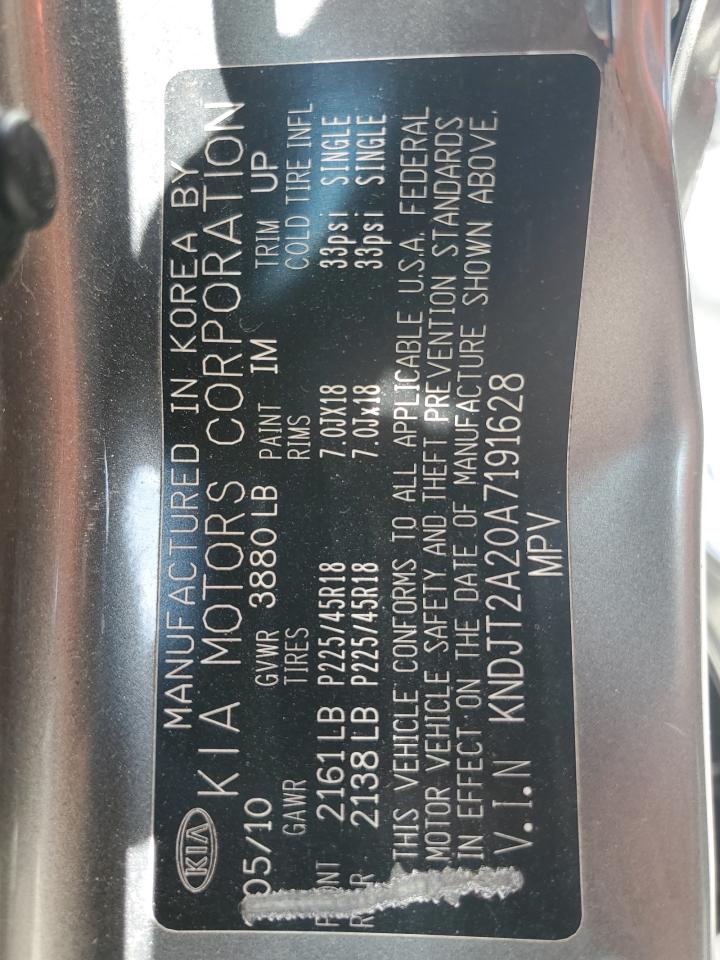 KIA
MANUFACTURED IN KOREA BY
KIA MOTORS CORPORATION
05/10 GVWR 3880 LB PAINT IM TRIM UP
GAWR TIRES RIMS COLD TIRE INFL
2161 LB P225/45R18 7.0JX18 33psi SINGLE
2138 LB P225/45R18 7.0Jx18 33psi SINGLE
THIS VEHICLE CONFORMS TO ALL APPLICABLE U.S.A. FEDERAL
MOTOR VEHICLE SAFETY AND THEFT PREVENTION STANDARDS
IN EFFECT ON THE DATE OF MANUFACTURE SHOWN ABOVE.
V.I.N KNDJT2A20A7191628
MPV